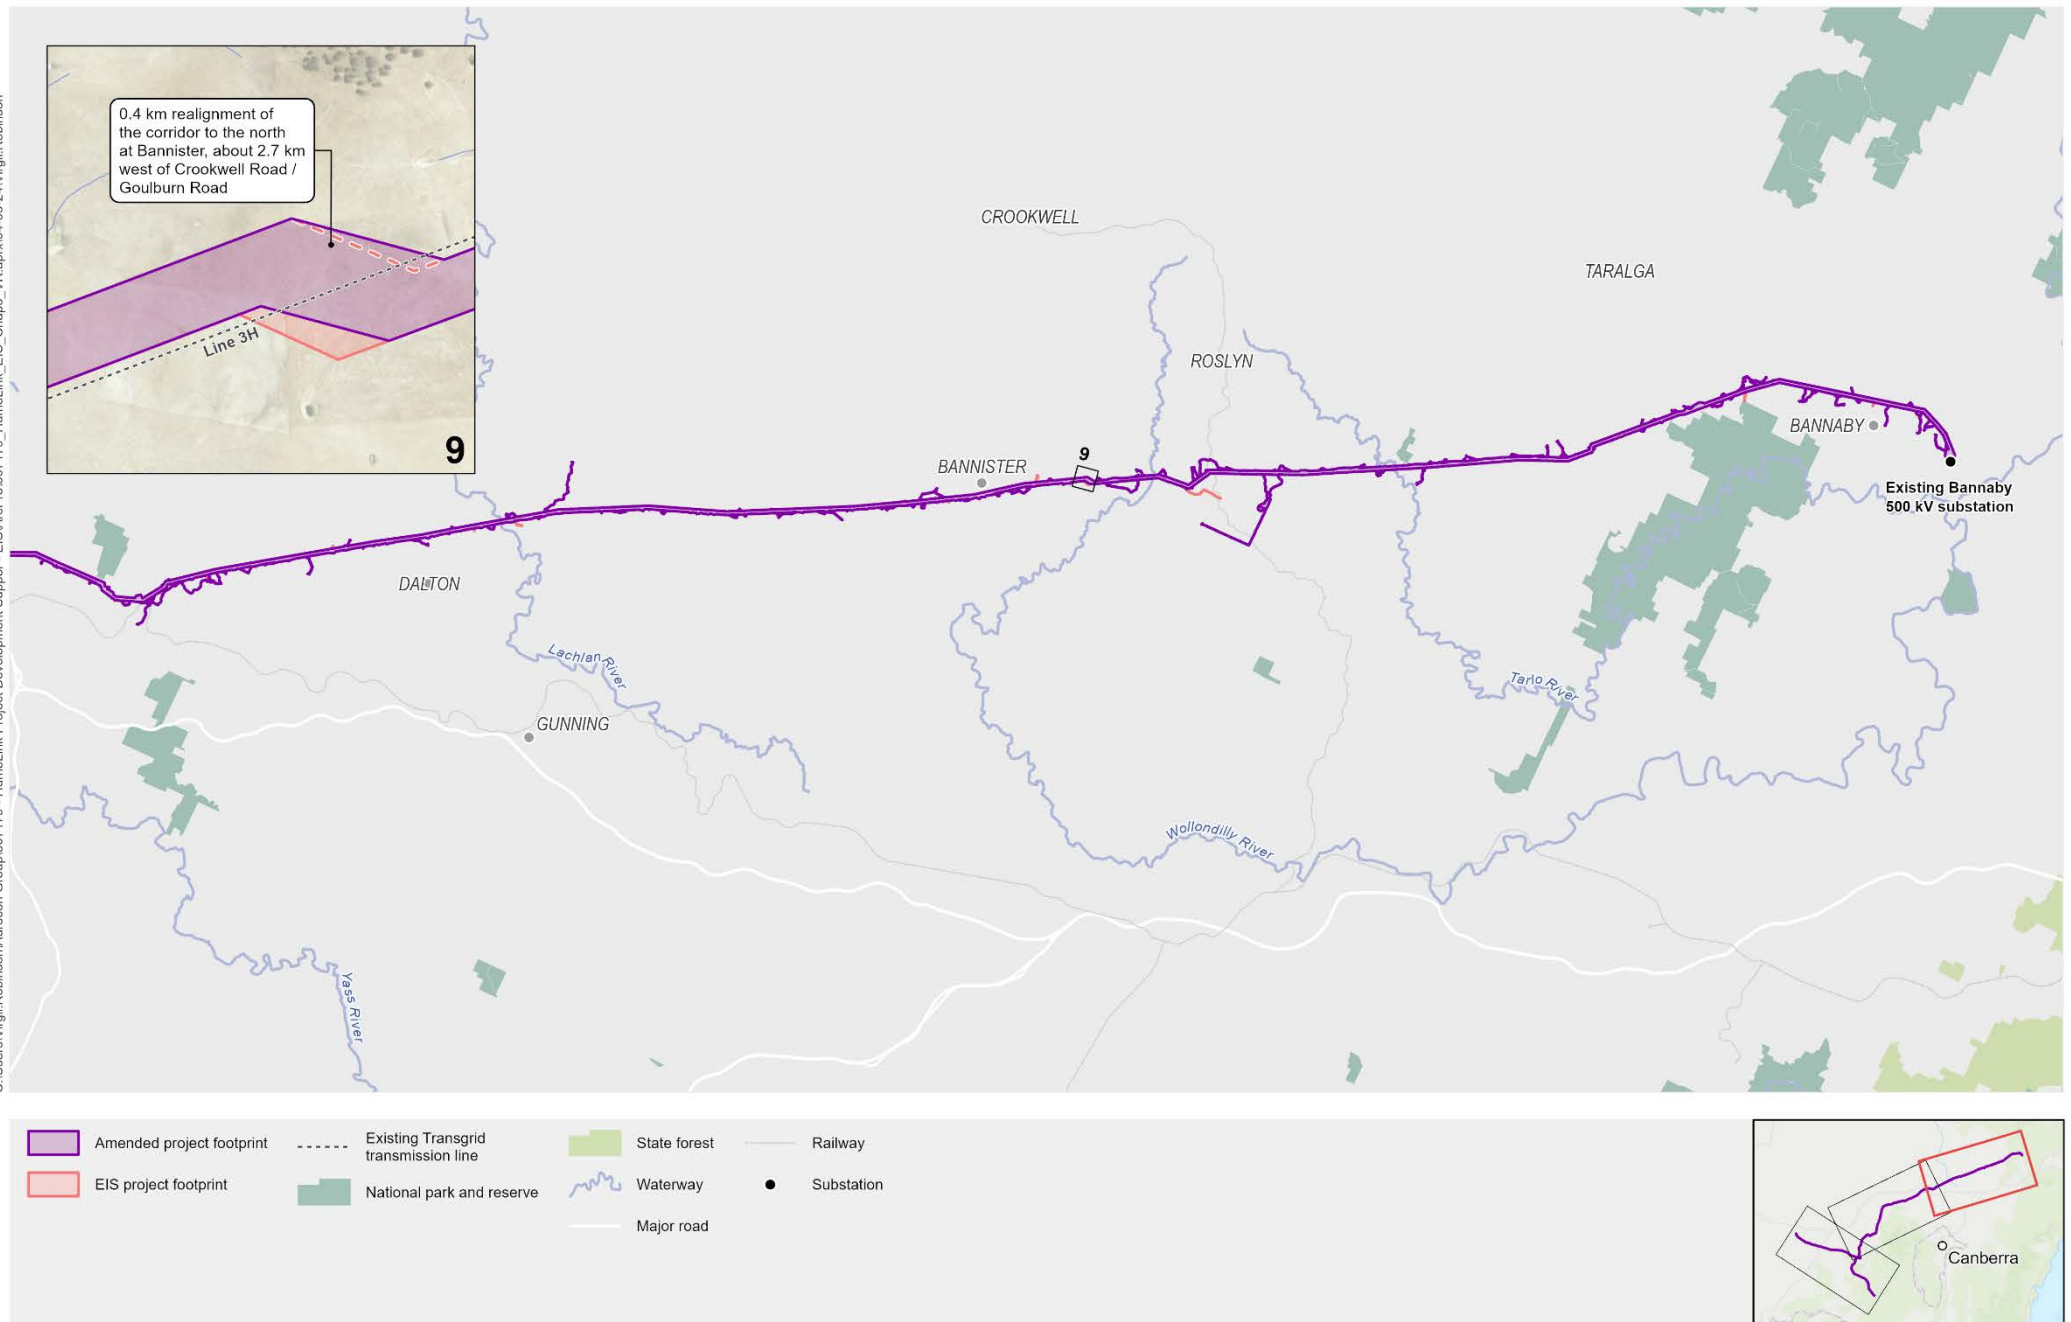 0.4 km realignment of
the corridor to the north
at Bannister, about 2.7 km
west of Crookwell Road /
Goulburn Road
Line 3H
9
CROOKWELL
TARALGA
ROSLYN
BANNABY
9
BANNISTER
Existing Bannaby
500 kV substation
DALTON
Lachlan River
Tarlo River
GUNNING
Wollondilly River
Yass River
Amended project footprint
EIS project footprint
Existing Transgrid
transmission line
National park and reserve
State forest
Waterway
Major road
Railway
Substation
Canberra